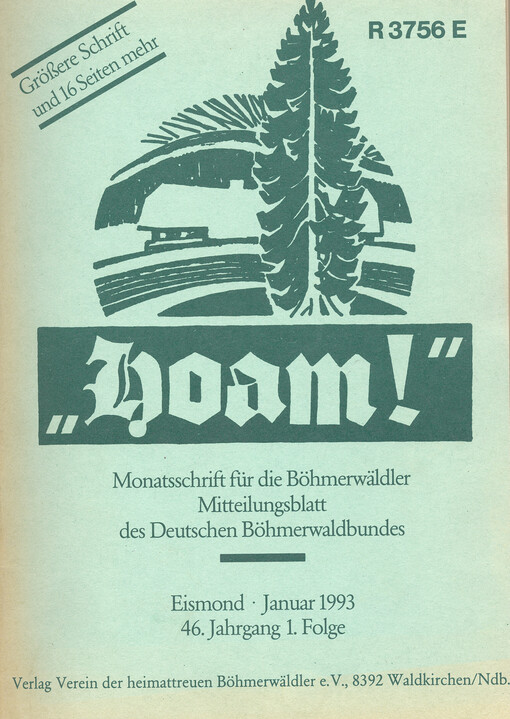 Größere Schrift
und 16 Seiten mehr
R 3756 E
„Hoam!“
Monatsschrift für die Böhmerwäldler
Mitteilungsblatt
des Deutschen Böhmerwaldbundes
Eismond · Januar 1993
46. Jahrgang 1. Folge
Verlag Verein der heimattreuen Böhmerwäldler e.V., 8392 Waldkirchen/Ndb.